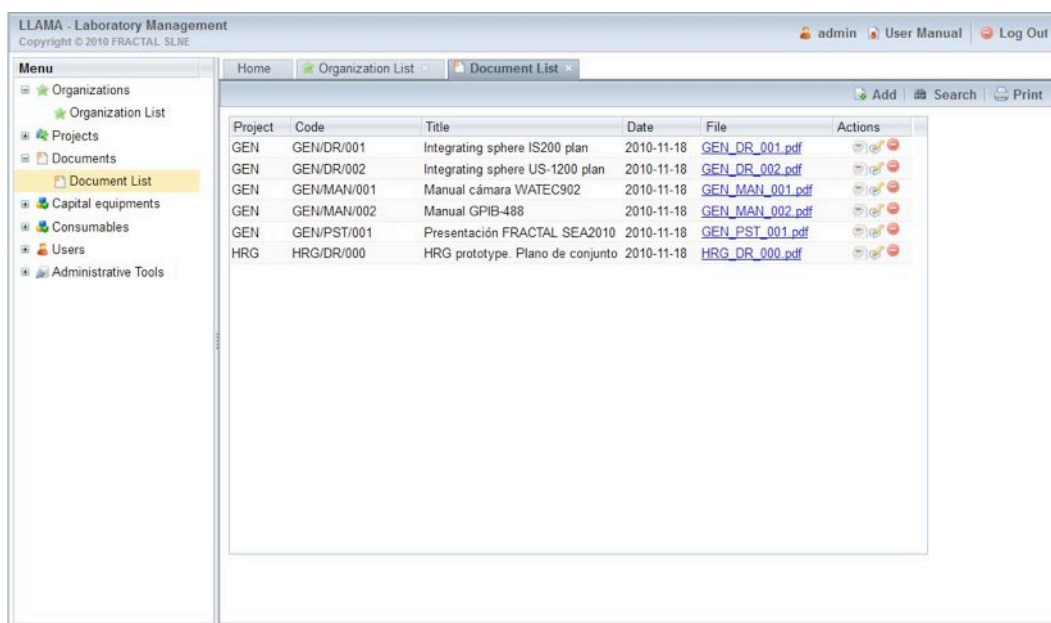 LLAMA - Laboratory Management
Copyright © 2010 FRACTAL SLNE
admin User Manual Log Out
Menu
Organizations
Organization List
Projects
Documents
Document List
Capital equipments
Consumables
Users
Administrative Tools
Home Organization List Document List
Add Search Print
Project Code Title Date File Actions
GEN GEN/DR/001 Integrating sphere IS200 plan 2010-11-18 GEN_DR_001.pdf
GEN GEN/DR/002 Integrating sphere US-1200 plan 2010-11-18 GEN_DR_002.pdf
GEN GEN/MAN/001 Manual cámara WATEC902 2010-11-18 GEN_MAN_001.pdf
GEN GEN/MAN/002 Manual GPIB-488 2010-11-18 GEN_MAN_002.pdf
GEN GEN/PST/001 Presentación FRACTAL SEA2010 2010-11-18 GEN_PST_001.pdf
HRG HRG/DR/000 HRG prototype. Plano de conjunto 2010-11-18 HRG_DR_000.pdf